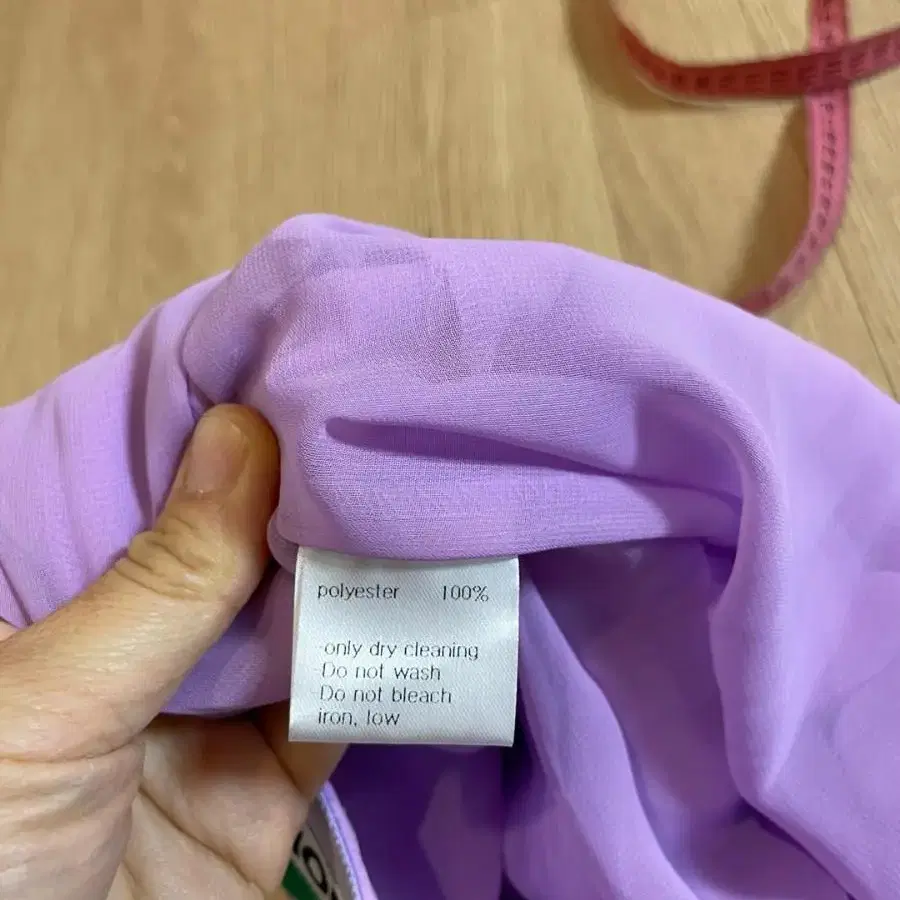 polyester 100%
-only dry cleaning
-Do not wash
-Do not bleach
iron, low